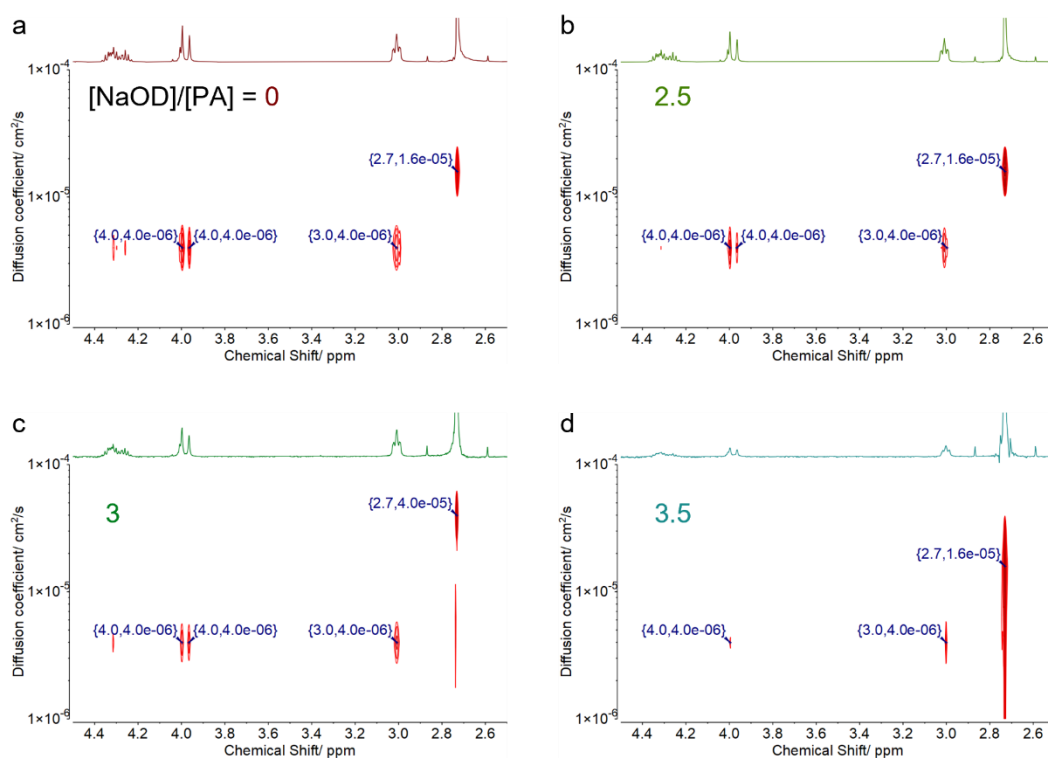 a
1×10⁻⁴
[NaOD]/[PA] = 0
{2.7,1.6e-05}
1×10⁻⁵
{4.0,4.0e-06} {4.0,4.0e-06} {3.0,4.0e-06}
1×10⁻⁶
Diffusion coefficient/ cm²/s
4.4 4.2 4.0 3.8 3.6 3.4 3.2 3.0 2.8 2.6
Chemical Shift/ ppm
b
1×10⁻⁴
2.5
{2.7,1.6e-05}
1×10⁻⁵
{4.0,4.0e-06} {4.0,4.0e-06} {3.0,4.0e-06}
1×10⁻⁶
Diffusion coefficient/ cm²/s
4.4 4.2 4.0 3.8 3.6 3.4 3.2 3.0 2.8 2.6
Chemical Shift/ ppm
c
1×10⁻⁴
{2.7,4.0e-05}
3
1×10⁻⁵
{4.0,4.0e-06} {4.0,4.0e-06} {3.0,4.0e-06}
1×10⁻⁶
Diffusion coefficient/ cm²/s
4.4 4.2 4.0 3.8 3.6 3.4 3.2 3.0 2.8 2.6
Chemical Shift/ ppm
d
1×10⁻⁴
3.5
{2.7,1.6e-05}
1×10⁻⁵
{4.0,4.0e-06} {3.0,4.0e-06}
1×10⁻⁶
Diffusion coefficient/ cm²/s
4.4 4.2 4.0 3.8 3.6 3.4 3.2 3.0 2.8 2.6
Chemical Shift/ ppm